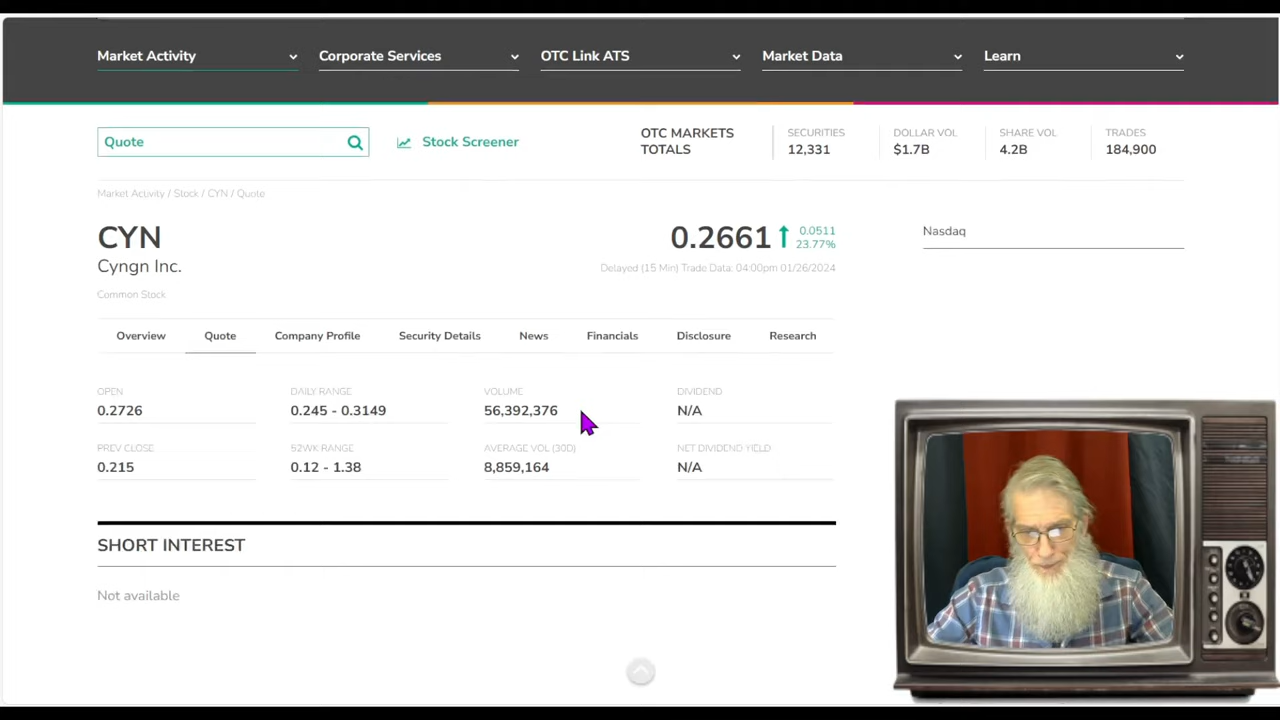 Market Activity Corporate Services OTC Link ATS Market Data Learn
Quote Stock Screener
OTC MARKETS TOTALS
SECURITIES
12,331
DOLLAR VOL
$1.7B
SHARE VOL
4.2B
TRADES
184,900
Market Activity / Stock / CYN / Quote
CYN
Cyngn Inc.
Common Stock
0.2661
0.0511
23.77%
Delayed (15 Min) Trade Data: 04:00pm 01/26/2024
Nasdaq
Overview Quote Company Profile Security Details News Financials Disclosure Research
OPEN
0.2726
DAILY RANGE
0.245 - 0.3149
VOLUME
56,392,376
DIVIDEND
N/A
PREV CLOSE
0.215
52WK RANGE
0.12 - 1.38
AVERAGE VOL (30D)
8,859,164
NET DIVIDEND YIELD
N/A
SHORT INTEREST
Not available